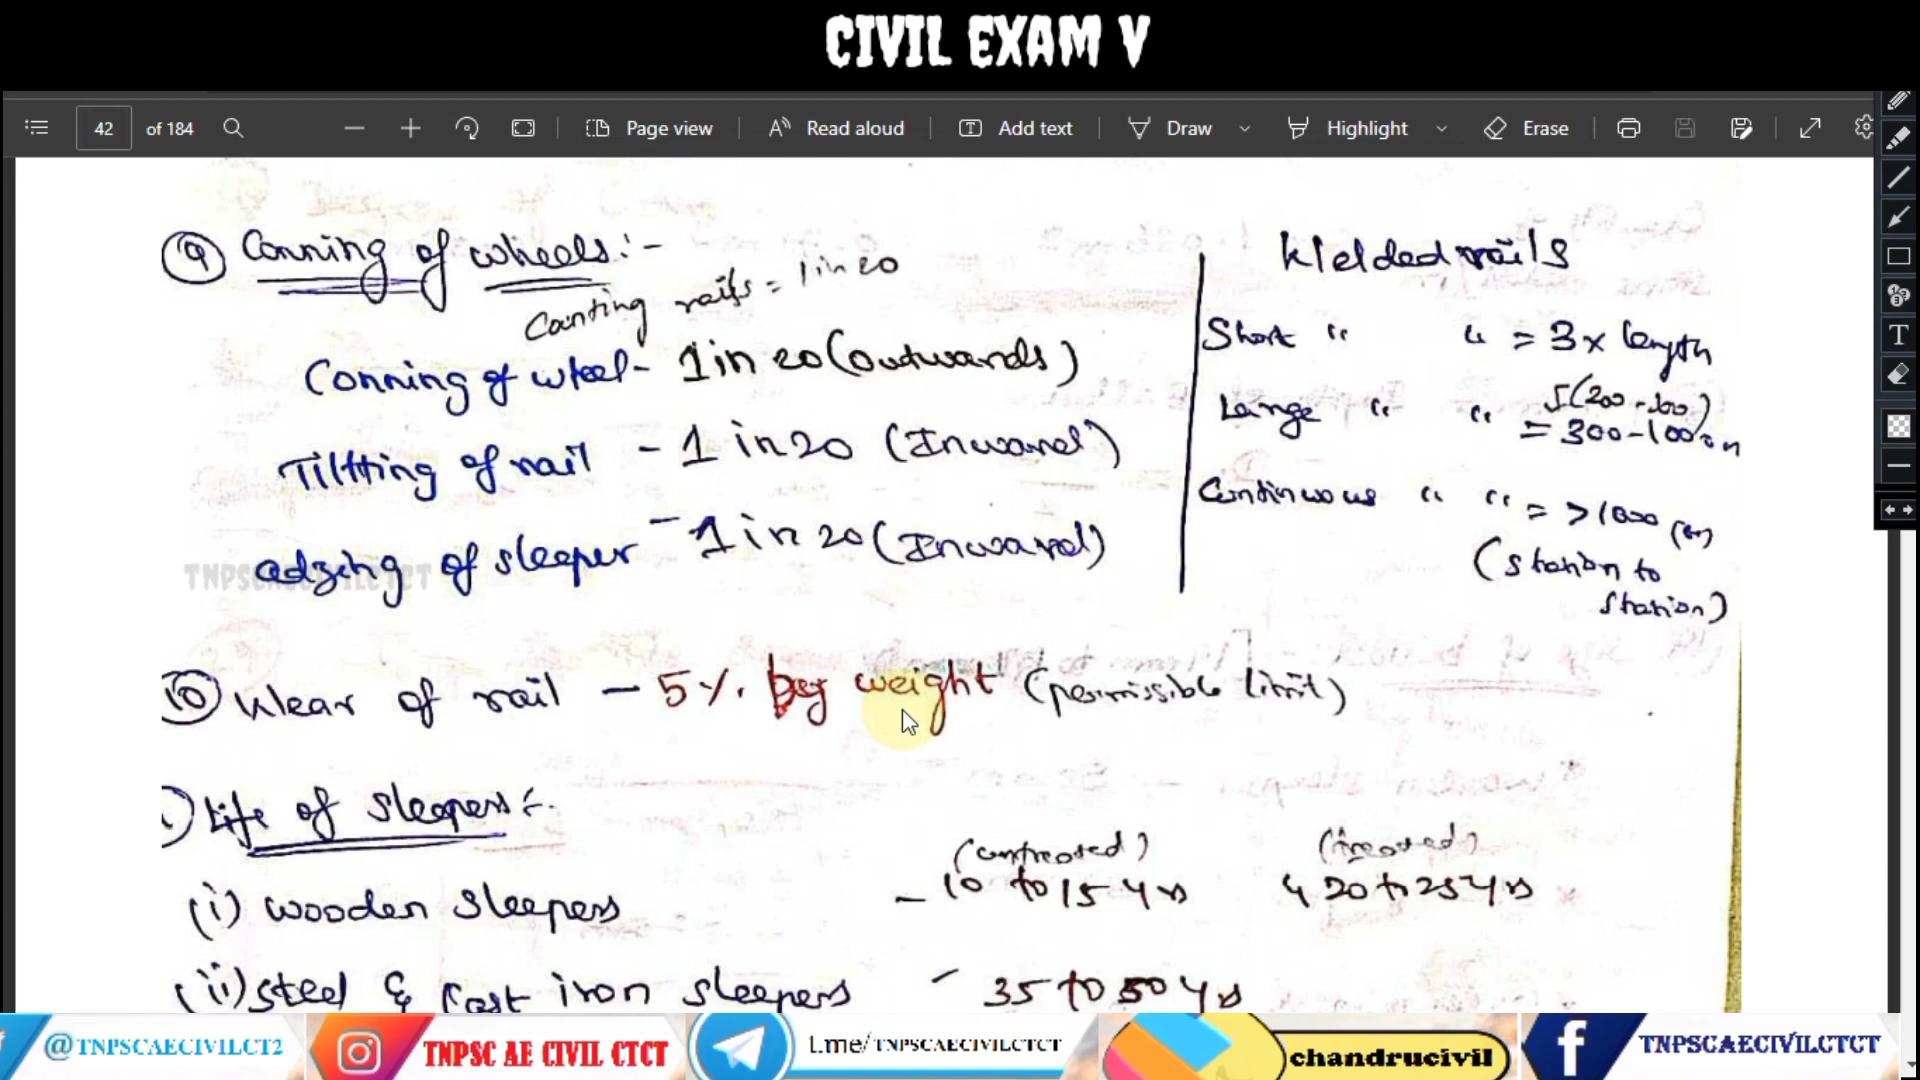 CIVIL EXAM V
42 of 184 Page view Read aloud Add text Draw Highlight Erase
9 Conning of wheels:-
Canting rails = 1 in 20
Conning of wheel - 1 in 20 (Outwards)
Tiltting of rail - 1 in 20 (Inward)
adzing of sleeper - 1 in 20 (Inward)
TNPSCAECIVILCTCT
Welded rails
Short " " = 3 x length
5(200-300)
Lange " " = 300-1000m
Continuous " " = >1000 (m)
(Station to
station)
10 Wear of rail - 5%. by weight (permissible limit)
) Life of Sleepers:-
(untreated) (treated)
(i) wooden sleepers - 10 to 15 yrs 20 to 25 yrs
(ii) steel & cast iron sleepers - 35 to 50 yrs
@TNPSCAECIVILCT2 TNPSC AE CIVIL CTCT t.me/TNPSCAECIVILCTCT chandrucivil TNPSCAECIVILCTCT